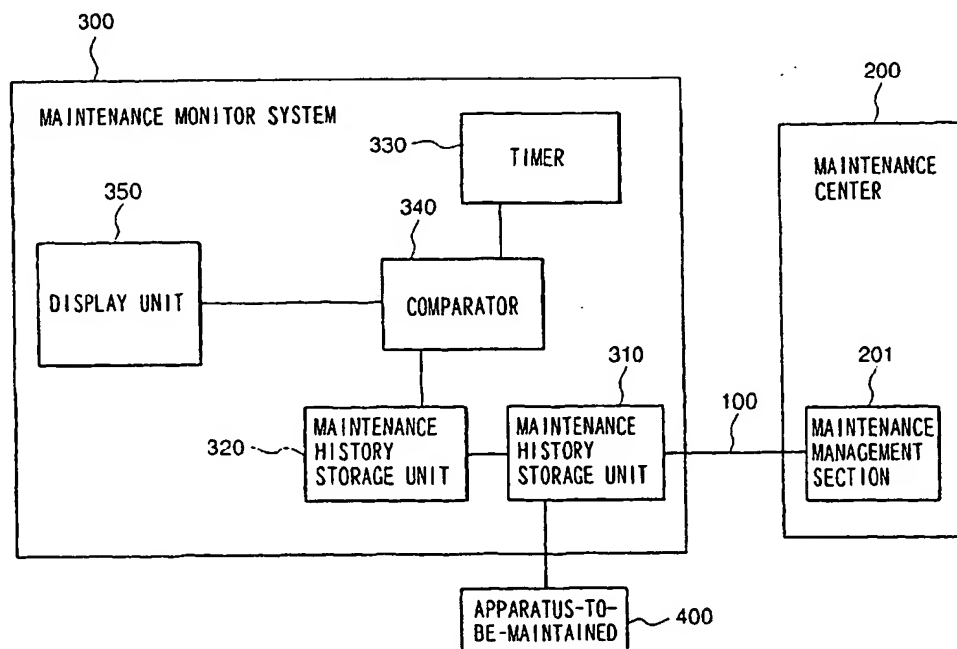 300
MAINTENANCE MONITOR SYSTEM
330
TIMER
200
MAINTENANCE
CENTER
350
DISPLAY UNIT
340
COMPARATOR
310
320
MAINTENANCE
HISTORY
STORAGE UNIT
MAINTENANCE
HISTORY
STORAGE UNIT
100
201
MAINTENANCE
MANAGEMENT
SECTION
APPARATUS-TO-
BE-MAINTAINED
400